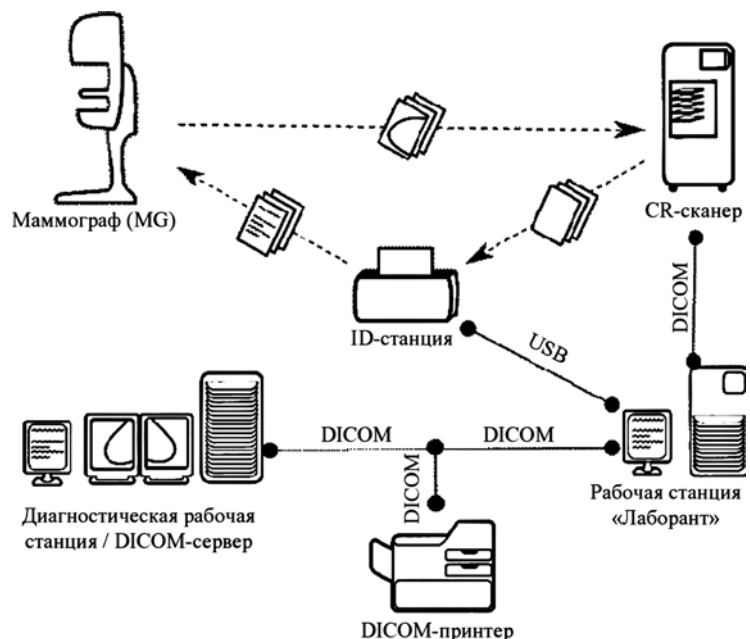 Маммограф (MG)
CR-сканер
ID-станция
USB
DICOM
DICOM
DICOM
DICOM
Диагностическая рабочая
станция / DICOM-сервер
Рабочая станция
«Лаборант»
DICOM-принтер